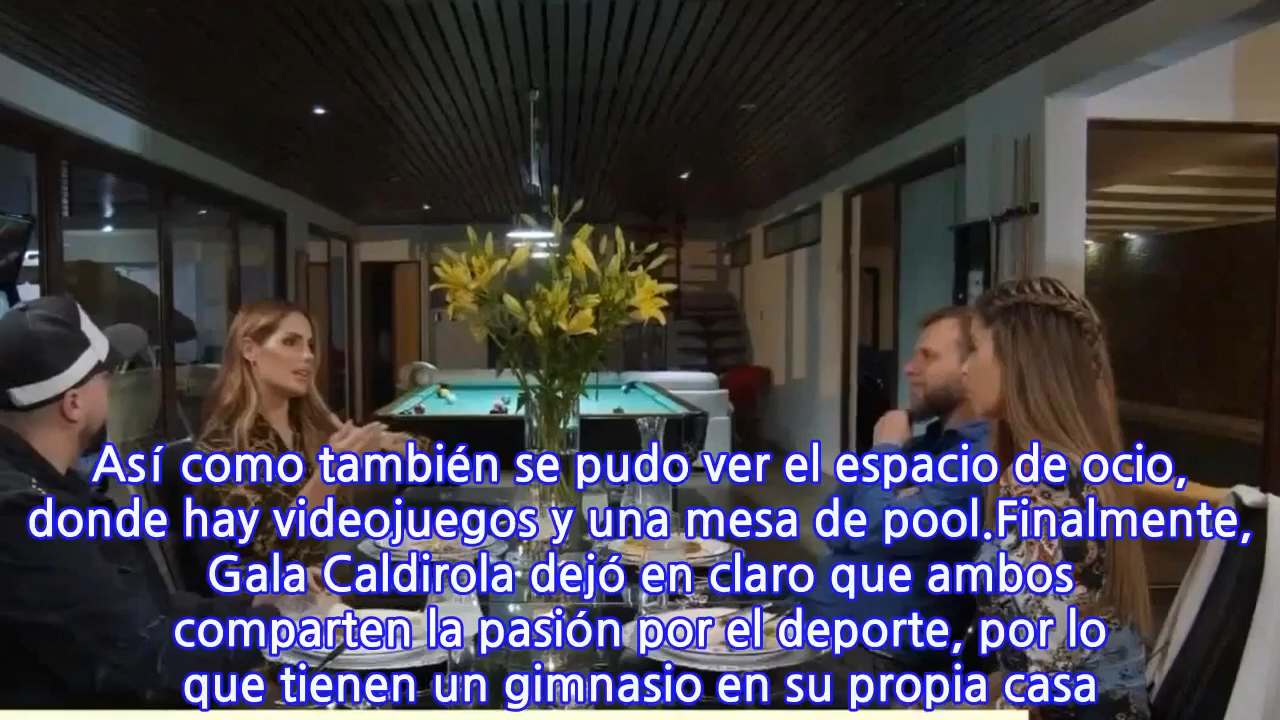 Así como también se pudo ver el espacio de ocio,
donde hay videojuegos y una mesa de pool.Finalmente,
Gala Caldirola dejó en claro que ambos
comparten la pasión por el deporte, por lo
que tienen un gimnasio en su propia casa